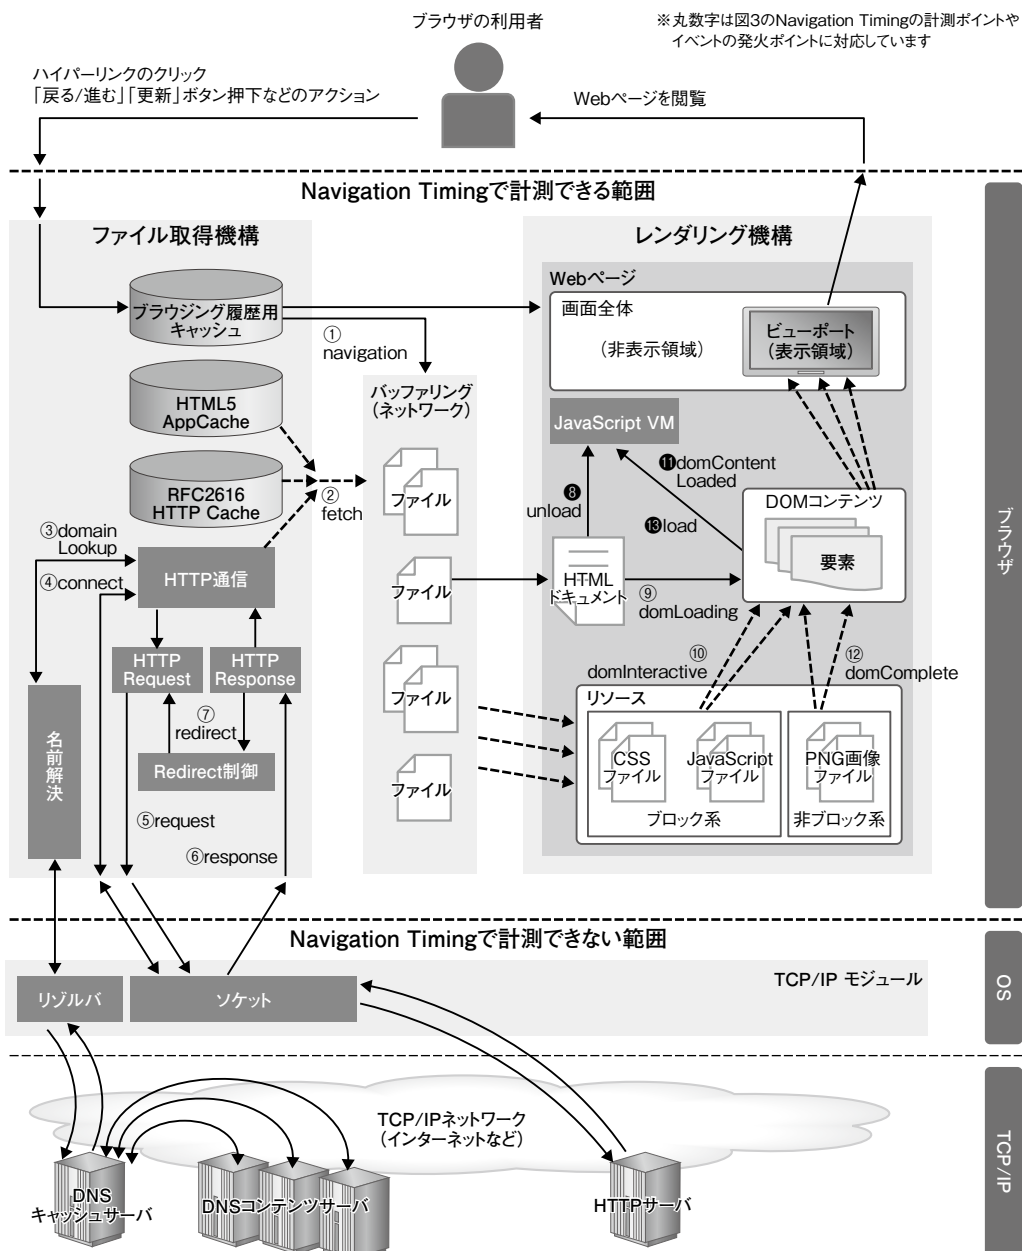 ブラウザの利用者
※丸数字は図3のNavigation Timingの計測ポイントや
イベントの発火ポイントに対応しています
ハイパーリンクのクリック
「戻る/進む」「更新」ボタン押下などのアクション
Webページを閲覧
Navigation Timingで計測できる範囲
ファイル取得機構
ブラウジング履歴用
キャッシュ
①
navigation
HTML5
AppCache
RFC2616
HTTP Cache
②
fetch
③domain
Lookup
④connect
HTTP通信
HTTP
Request
HTTP
Response
⑦
redirect
Redirect制御
名前解決
⑤request
⑥response
バッファリング
(ネットワーク)
ファイル
ファイル
ファイル
ファイル
レンダリング機構
Webページ
画面全体
(非表示領域)
ビューポート
(表示領域)
JavaScript VM
⓫domContent
Loaded
❽
unload
⓭load
DOMコンテンツ
要素
HTML
ドキュメント
⑨
domLoading
⑩
domInteractive
⑫
domComplete
リソース
CSS
ファイル
JavaScript
ファイル
PNG画像
ファイル
ブロック系
非ブロック系
ブラウザ
Navigation Timingで計測できない範囲
TCP/IP モジュール
リゾルバ
ソケット
OS
TCP/IPネットワーク
(インターネットなど)
DNS
キャッシュサーバ
DNSコンテンツサーバ
HTTPサーバ
TCP/IP